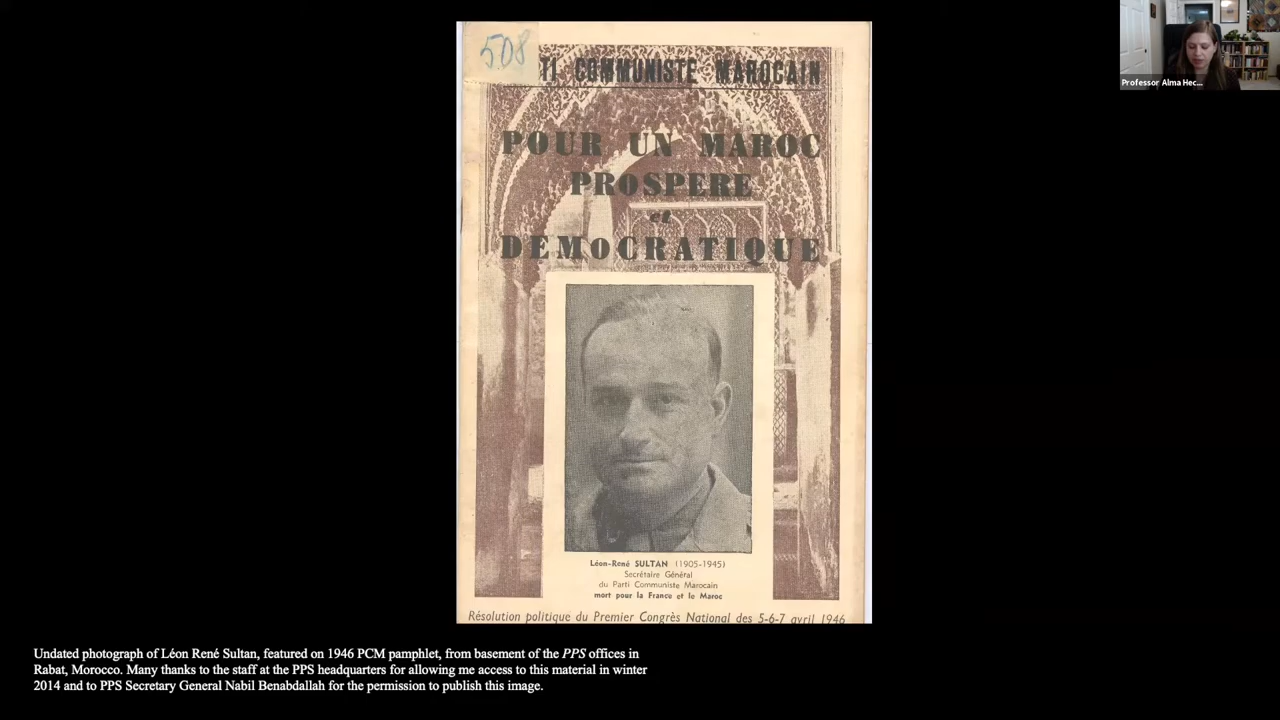 508
TI COMMUNISTE MAROCAIN
POUR UN MAROC
PROSPERE
et
DEMOCRATIQUE
Léon-René SULTAN (1905-1945)
Secrétaire Général
du Parti Communiste Marocain
mort pour la France et le Maroc
Résolution politique du Premier Congrès National des 5-6-7 avril 1946
Professor Alma Hec...
Undated photograph of Léon René Sultan, featured on 1946 PCM pamphlet, from basement of the PPS offices in
Rabat, Morocco. Many thanks to the staff at the PPS headquarters for allowing me access to this material in winter
2014 and to PPS Secretary General Nabil Benabdallah for the permission to publish this image.